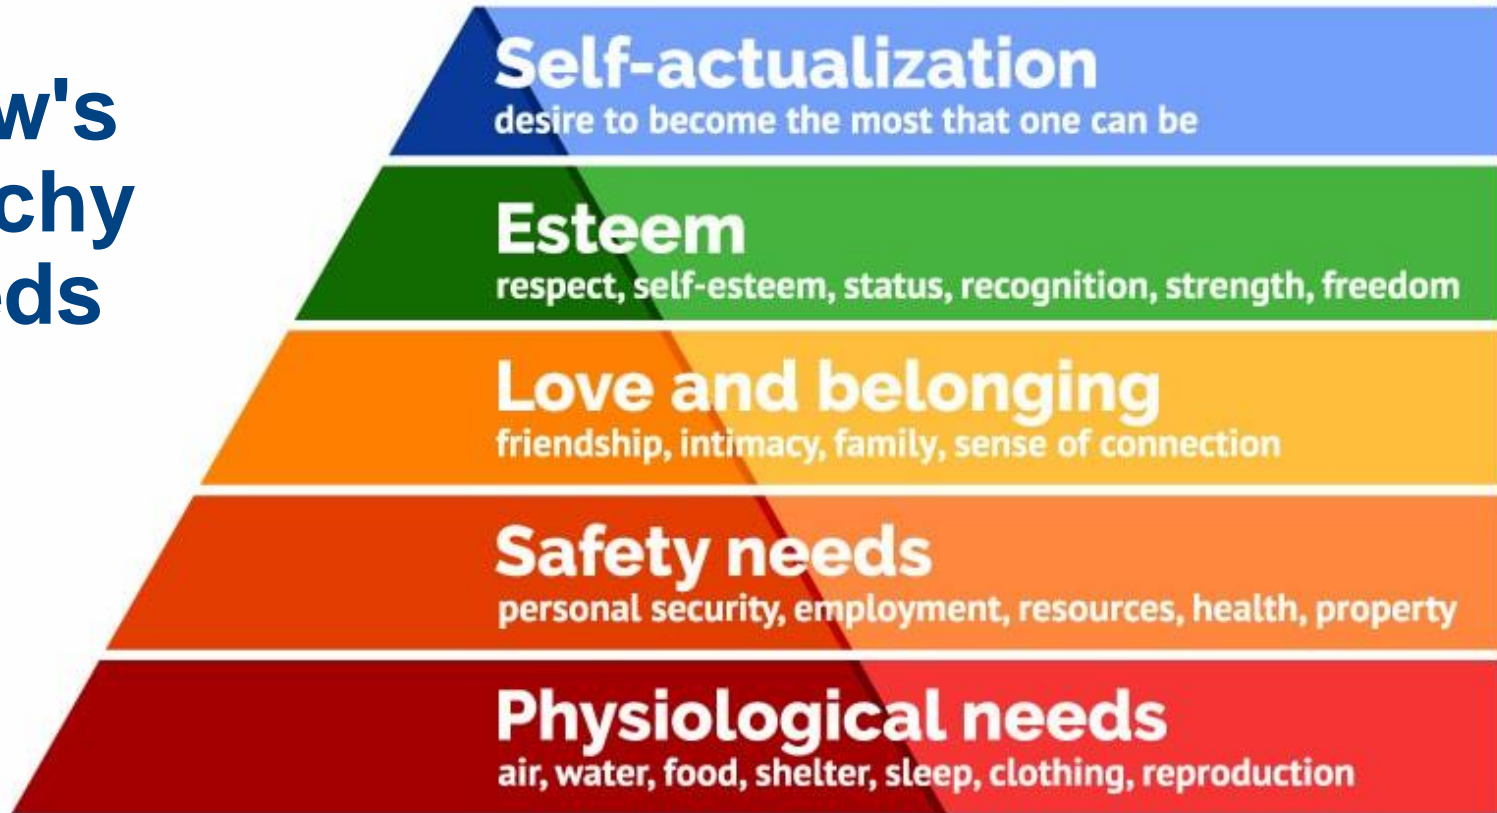 w's
chy
eds
Self-actualization
desire to become the most that one can be
Esteem
respect, self-esteem, status, recognition, strength, freedom
Love and belonging
friendship, intimacy, family, sense of connection
Safety needs
personal security, employment, resources, health, property
Physiological needs
air, water, food, shelter, sleep, clothing, reproduction